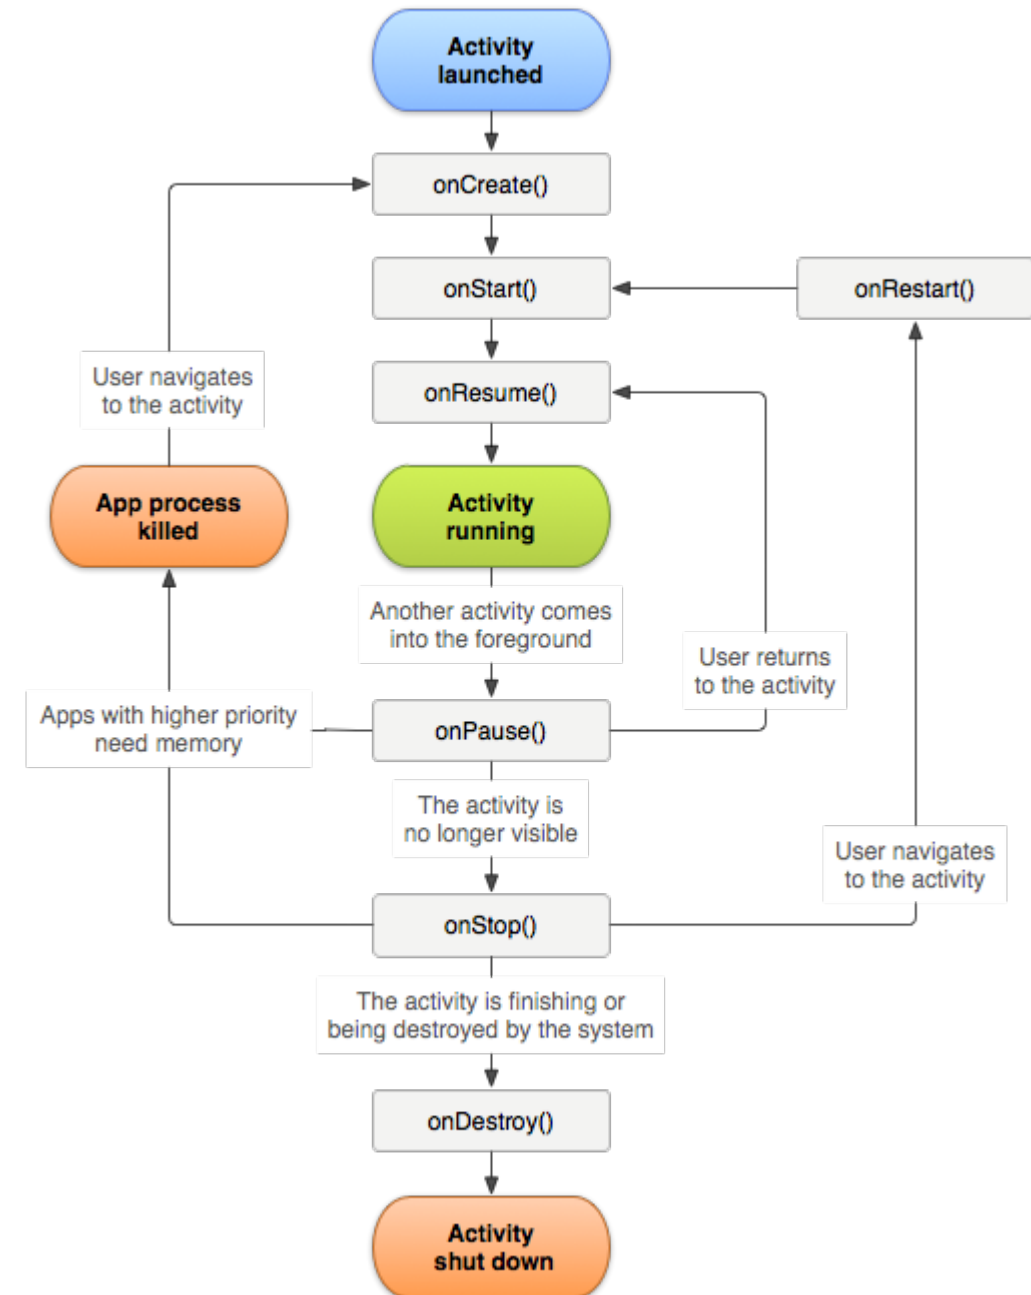 Activity
launched
onCreate()
onStart()
onRestart()
onResume()
User navigates
to the activity
App process
killed
Activity
running
Another activity comes
into the foreground
User returns
to the activity
Apps with higher priority
need memory
onPause()
The activity is
no longer visible
User navigates
to the activity
onStop()
The activity is finishing or
being destroyed by the system
onDestroy()
Activity
shut down